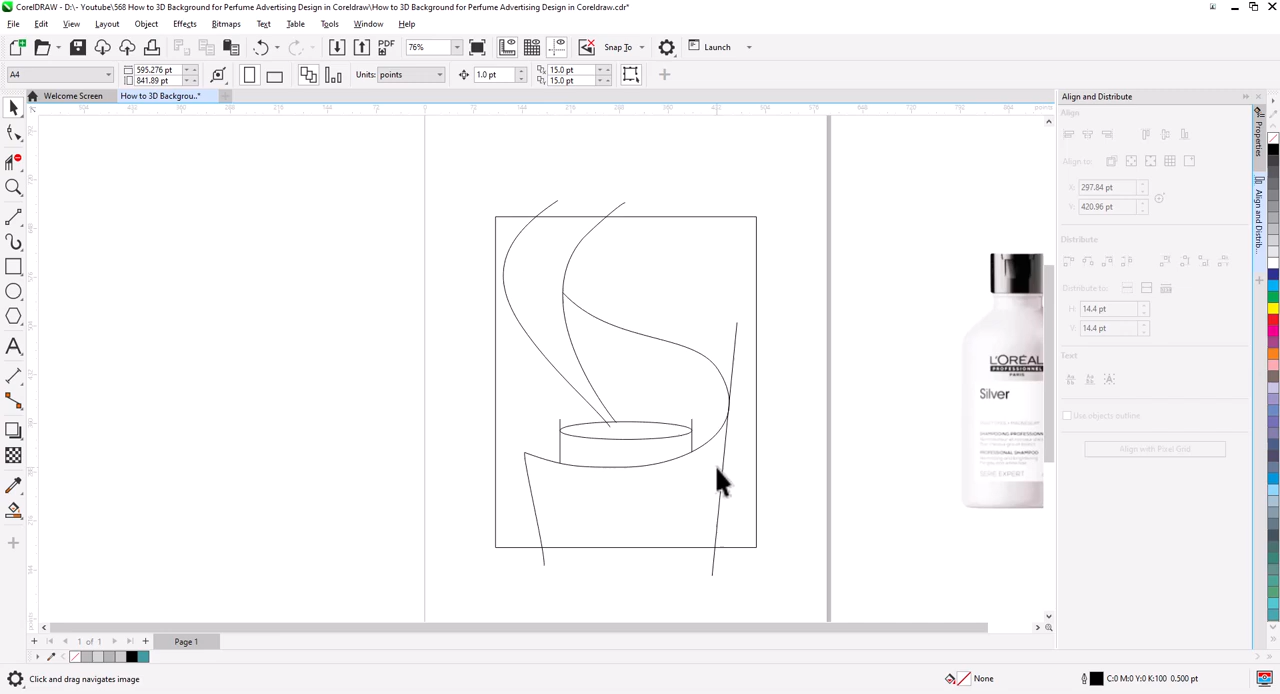 CorelDRAW - D:\- Youtube\568 How to 3D Background for Perfume Advertising Design in Coreldraw\How to 3D Background for Perfume Advertising Design in Coreldraw.cdr*
File Edit View Layout Object Effects Bitmaps Text Table Tools Window Help
PDF 76% Snap To Launch
A4 595.276 pt 841.89 pt Units: points 1.0 pt 15.0 pt 15.0 pt
Welcome Screen How to 3D Backgrou..*
Align and Distribute
Align
Align to:
X: 297.84 pt
Y: 420.96 pt
Distribute
Distribute to:
H: 14.4 pt
V: 14.4 pt
Text
Use objects outline
Align with Pixel Grid
Properties
Align and Distrib..
L'ORÉAL
PROFESSIONNEL
PARIS
Silver
1 of 1 Page 1
Click and drag navigates image None C:0 M:0 Y:0 K:100 0.500 pt